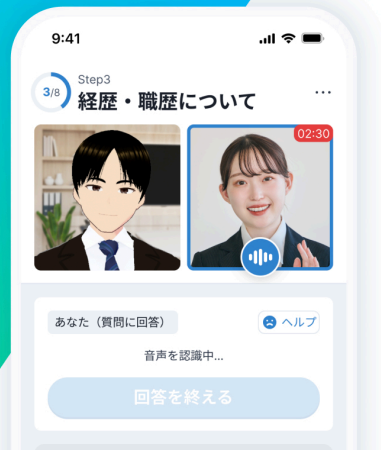 9:41
Step3
3/8
経歴・職歴について
02:30
あなた（質問に回答）
ヘルプ
音声を認識中...
回答を終える